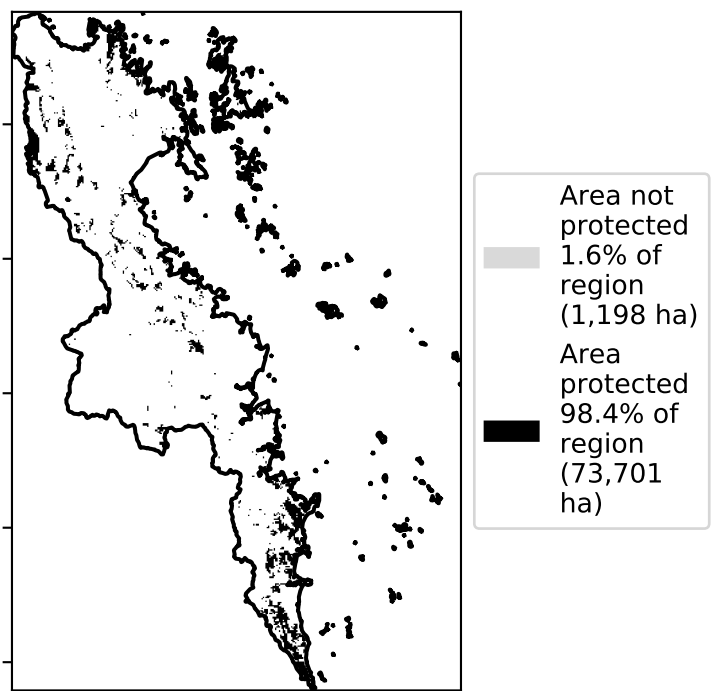 Area not
protected
1.6% of
region
(1,198 ha)
Area
protected
98.4% of
region
(73,701
ha)